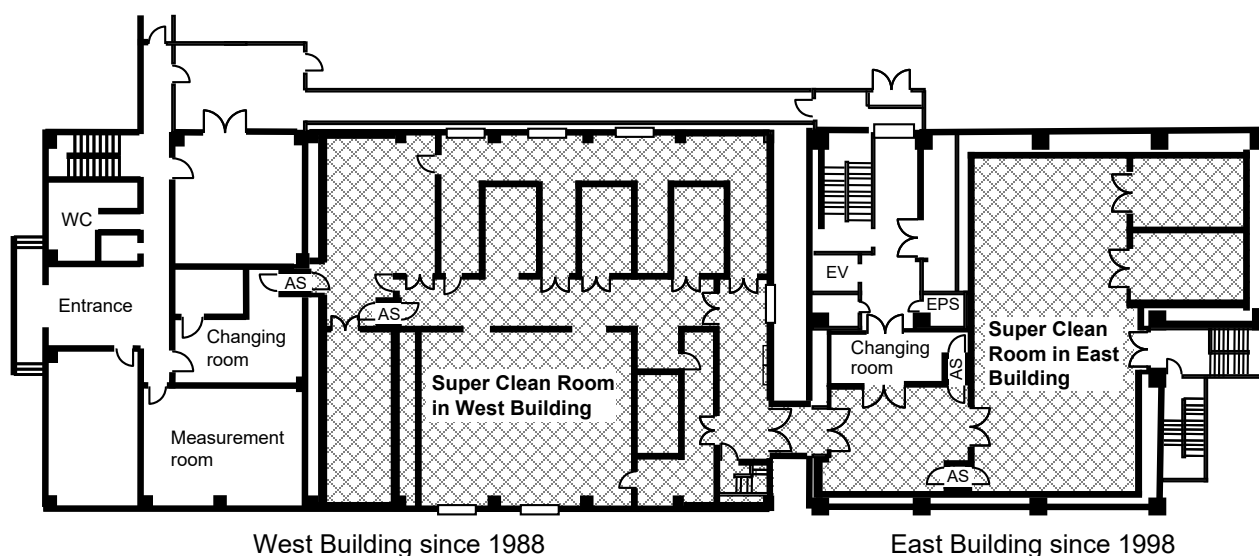 WC
Entrance
AS
Changing
room
Measurement
room
AS
Super Clean Room
in West Building
EV
EPS
Changing
room
AS
Super Clean
Room in East
Building
AS
West Building since 1988
East Building since 1998